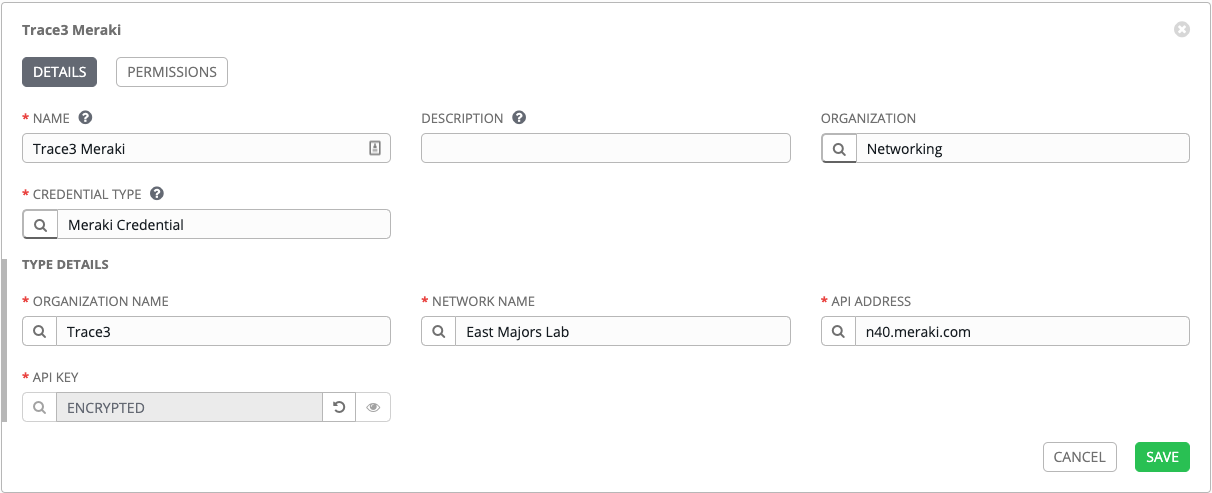 Trace3 Meraki
DETAILS PERMISSIONS
* NAME ? DESCRIPTION ? ORGANIZATION
Trace3 Meraki Networking
* CREDENTIAL TYPE ?
Meraki Credential
TYPE DETAILS
* ORGANIZATION NAME * NETWORK NAME * API ADDRESS
Trace3 East Majors Lab n40.meraki.com
* API KEY
ENCRYPTED
CANCEL SAVE